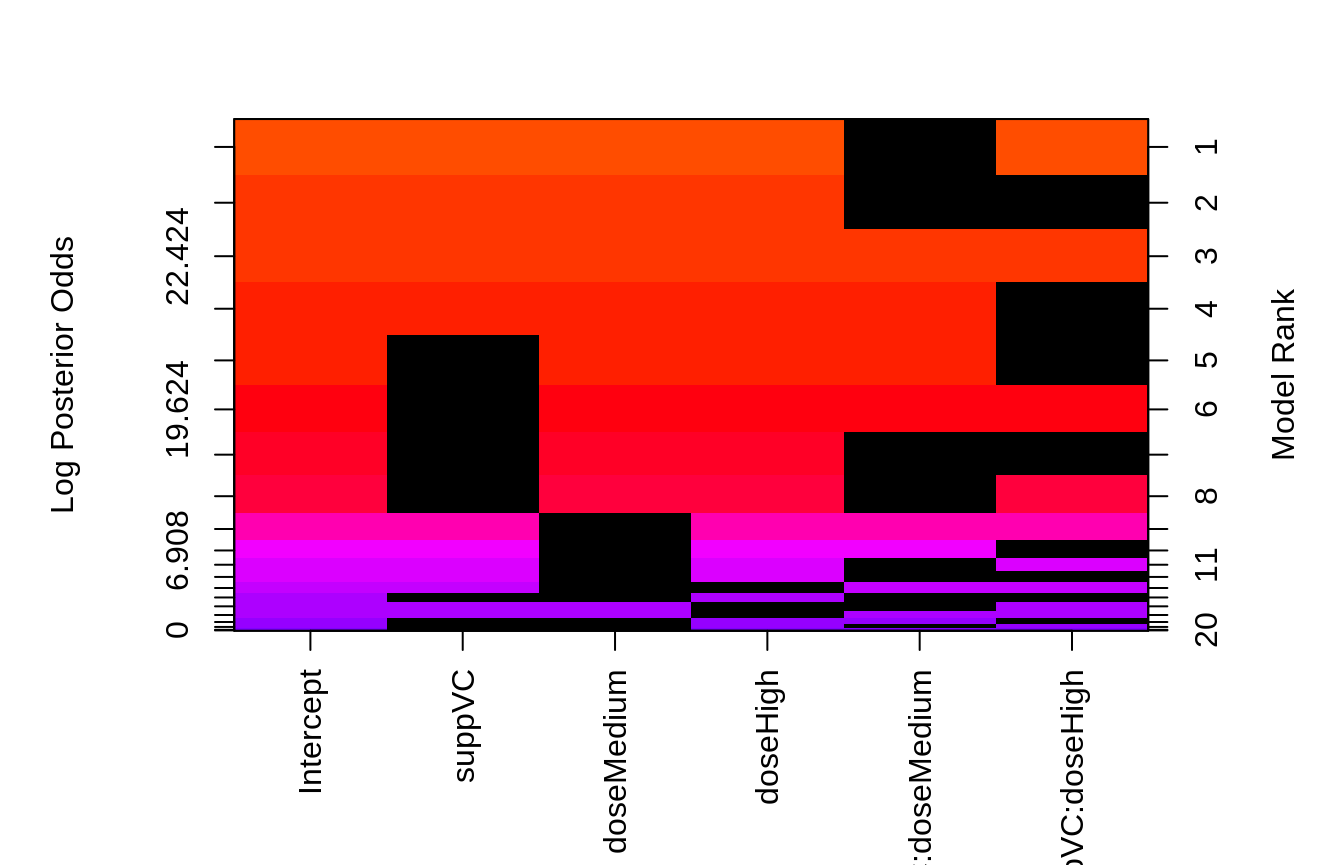 Log Posterior Odds
0
6.908
19.624
22.424
1
2
3
4
5
6
8
11
20
Model Rank
Intercept
suppVC
doseMedium
doseHigh
:doseMedium
VC:doseHigh